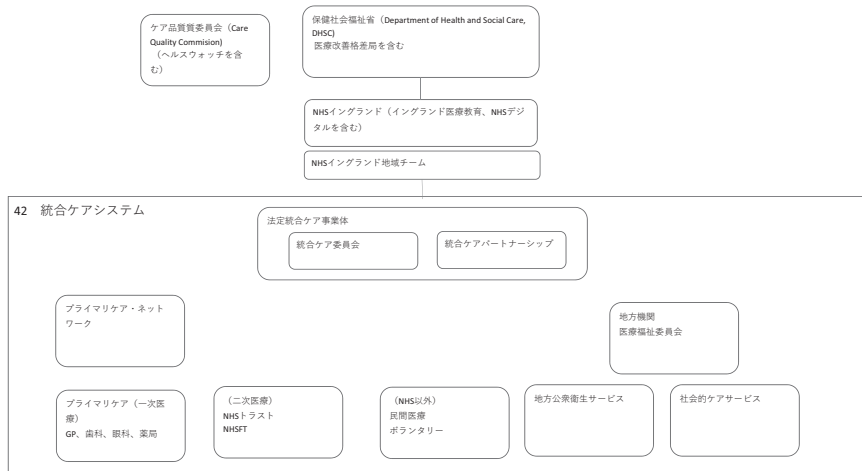 ケア品質質委員会（Care
Quality Commision)
（ヘルスウォッチを含
む）
保健社会福祉省（Department of Health and Social Care,
DHSC)
医療改善格差局を含む
NHSイングランド（イングランド医療教育、NHSデジ
タルを含む）
NHSイングランド地域チーム
42 統合ケアシステム
法定統合ケア事業体
統合ケア委員会
統合ケアパートナーシップ
プライマリケア・ネット
ワーク
地方機関
医療福祉委員会
プライマリケア（一次医
療）
GP、歯科、眼科、薬局
（二次医療）
NHSトラスト
NHSFT
（NHS以外）
民間医療
ボランタリー
地方公衆衛生サービス
社会的ケアサービス